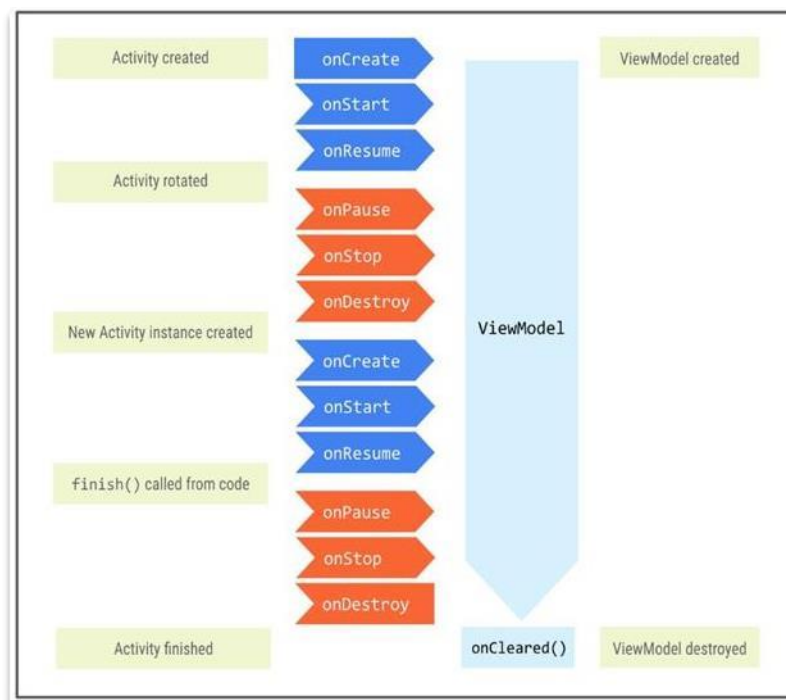 Activity created
onCreate
ViewModel created
onStart
onResume
Activity rotated
onPause
onStop
onDestroy
New Activity instance created
ViewModel
onCreate
onStart
onResume
finish() called from code
onPause
onStop
onDestroy
Activity finished
onCleared()
ViewModel destroyed